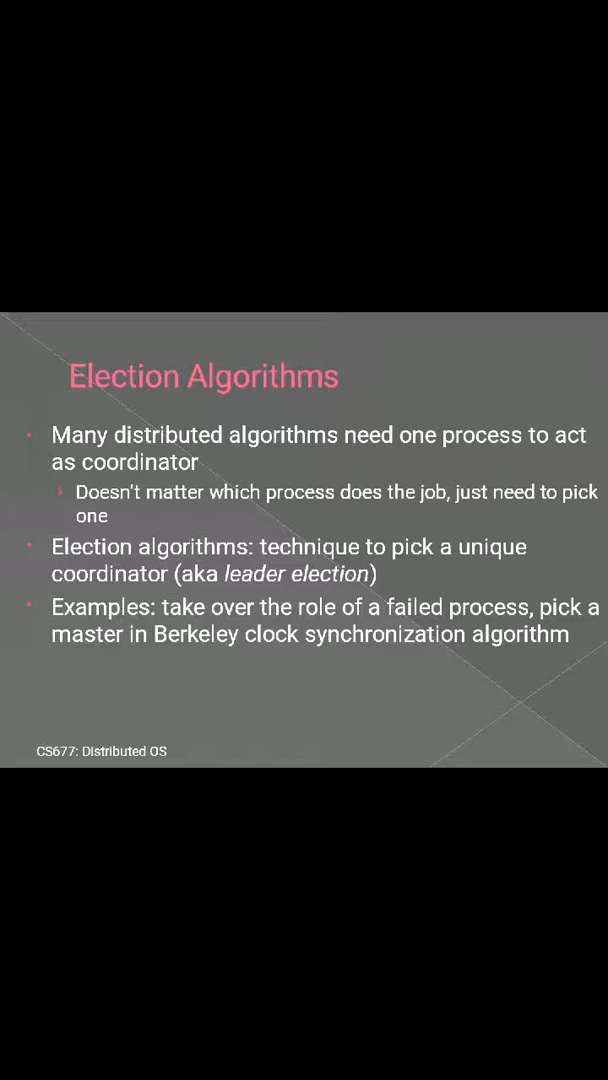 Election Algorithms
Many distributed algorithms need one process to act
as coordinator
Doesn't matter which process does the job, just need to pick
one
Election algorithms: technique to pick a unique
coordinator (aka leader election)
Examples: take over the role of a failed process, pick a
master in Berkeley clock synchronization algorithm
CS677: Distributed OS